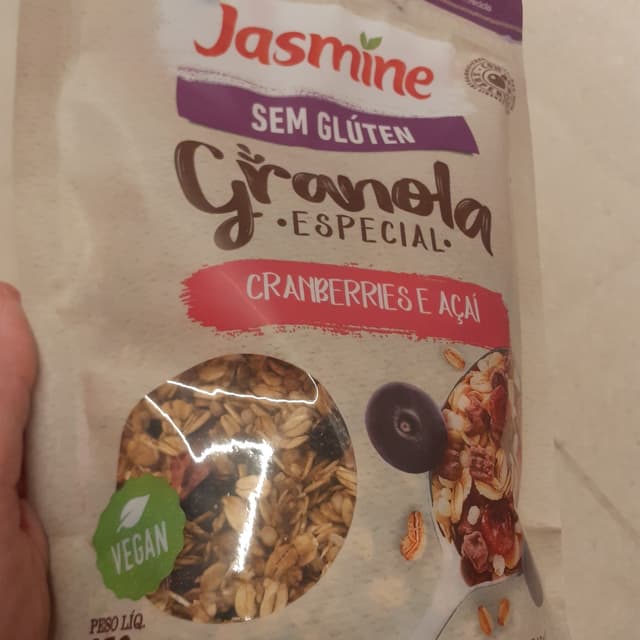 Jasmine
SEM GLÚTEN
Granola
•ESPECIAL•
CRANBERRIES E AÇAÍ
VEGAN
PESO LÍQ.